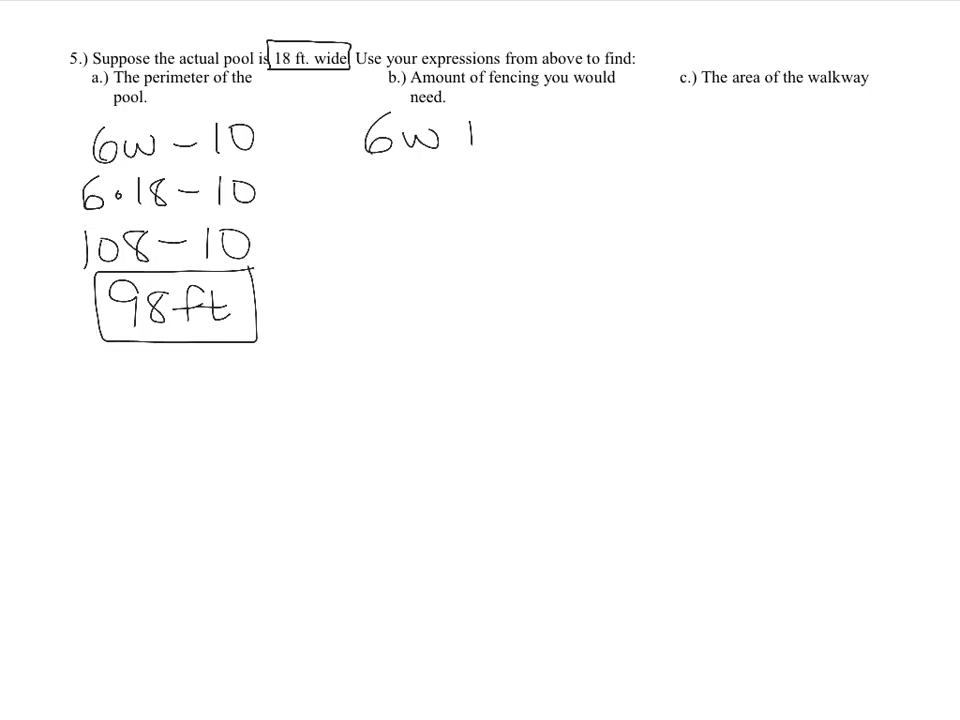 5.) Suppose the actual pool is 18 ft. wide. Use your expressions from above to find:
a.) The perimeter of the pool.
b.) Amount of fencing you would need.
c.) The area of the walkway
6w - 10
6 • 18 - 10
108 - 10
98ft
6w I